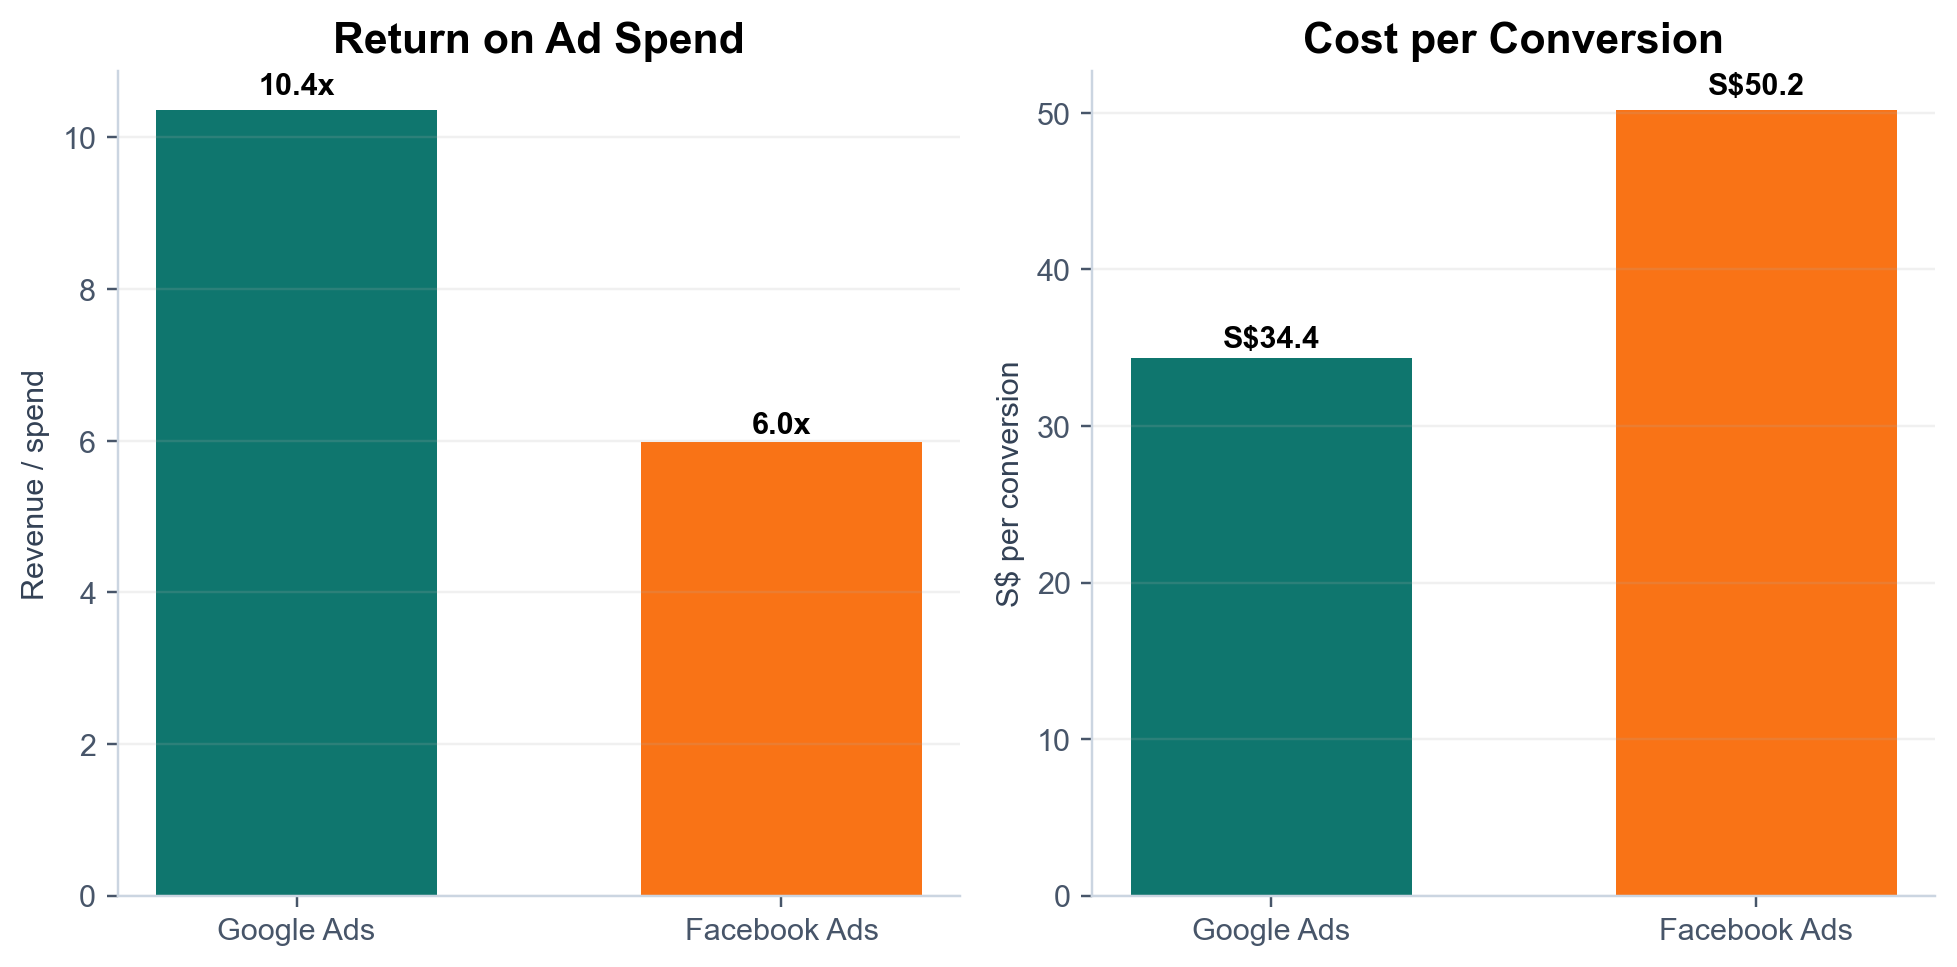 Return on Ad Spend
10.4x
10
8
6.0x
6
4
2
0
Revenue / spend
Google Ads
Facebook Ads
Cost per Conversion
S$50.2
50
40
S$34.4
30
20
10
0
S$ per conversion
Google Ads
Facebook Ads